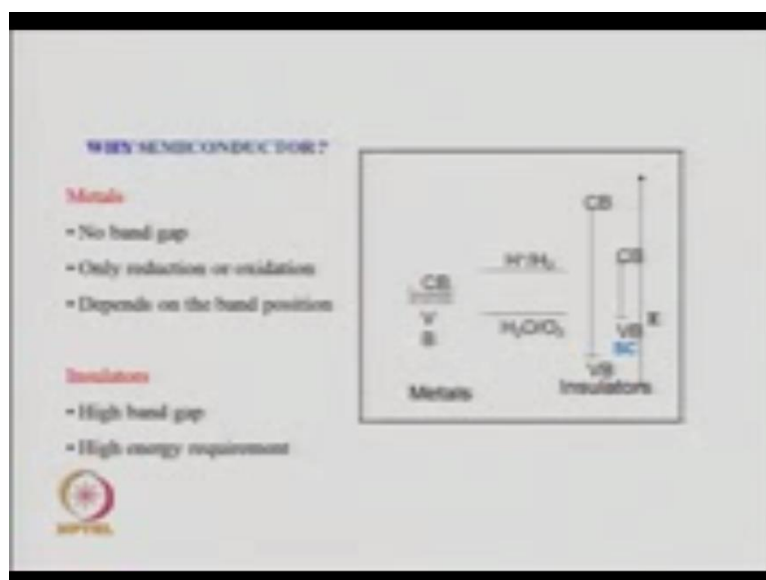 WHY SEMICONDUCTOR?
Metals
• No band gap
• Only reduction or oxidation
• Depends on the band position
Insulators
• High band gap
• High energy requirement
CB
V
B
Metals
H⁺/H₂
H₂O/O₂
CB
CB
VB
SC
VB
E
Insulators
NPTEL